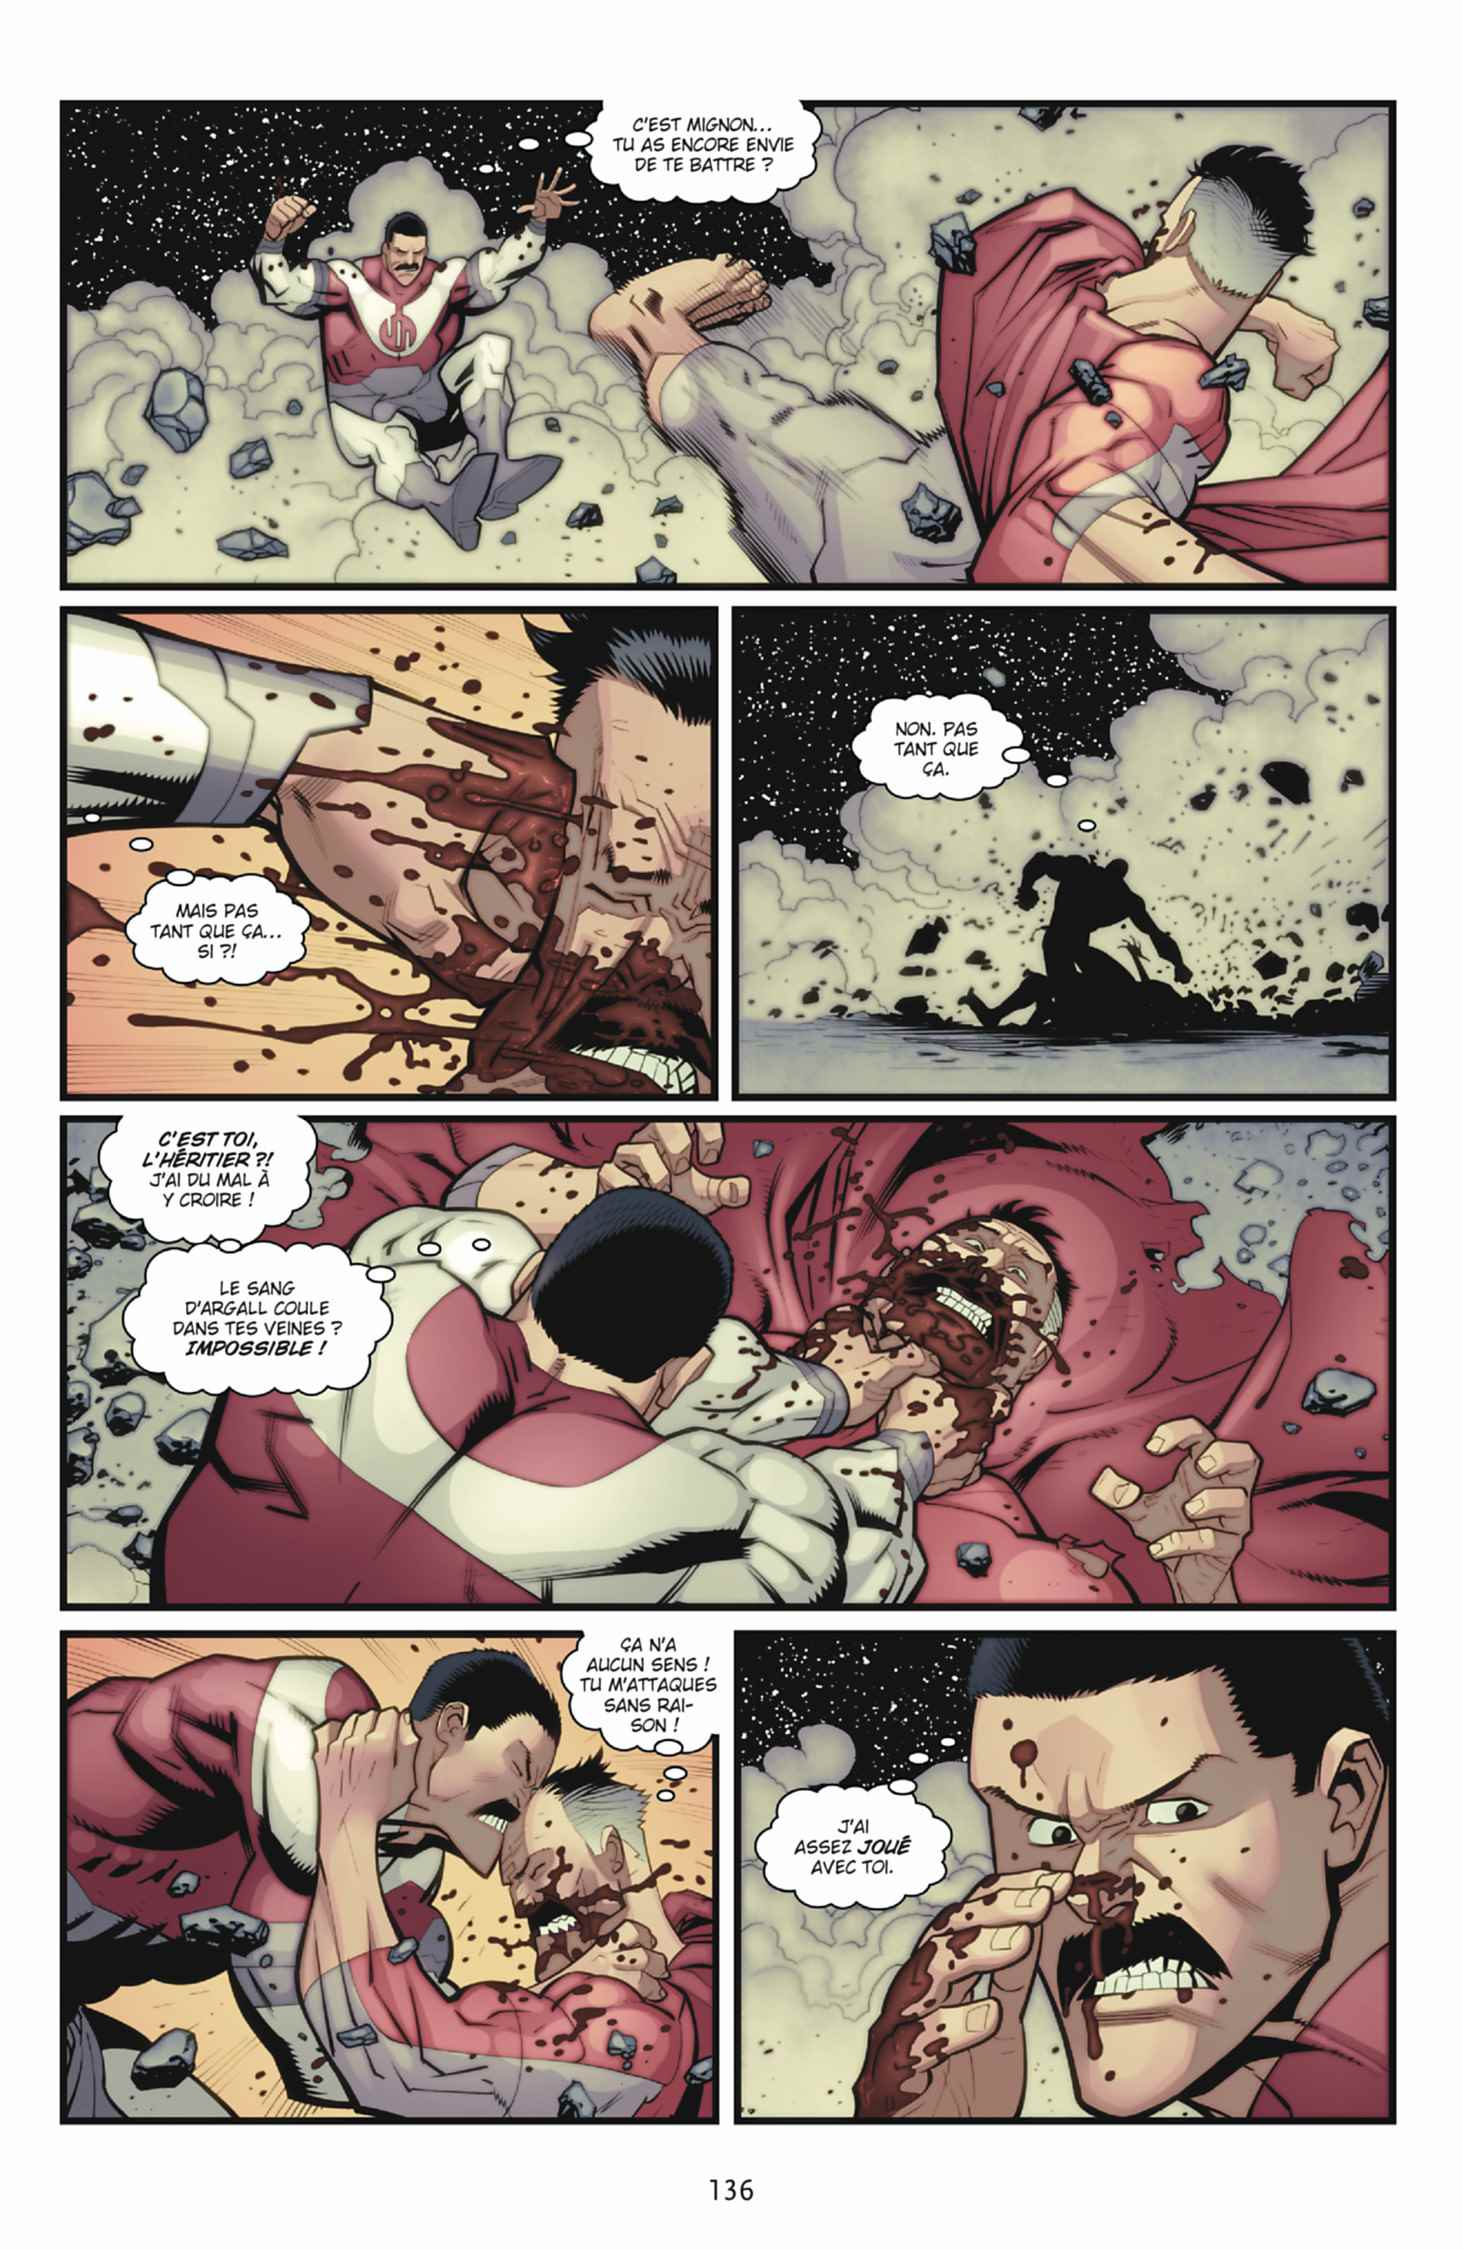 C'EST MIGNON...
TU AS ENCORE ENVIE
DE TE BATTRE ?
MAIS PAS
TANT QUE ÇA...
SI ?!
NON. PAS
TANT QUE
ÇA.
C'EST TOI,
L'HÉRITIER ?!
J'AI DU MAL À
Y CROIRE !
LE SANG
D'ARGALL COULE
DANS TES VEINES ?
IMPOSSIBLE !
ÇA N'A
AUCUN SENS !
TU M'ATTAQUES
SANS RAI-
SON !
J'AI
ASSEZ JOUÉ
AVEC TOI.
136